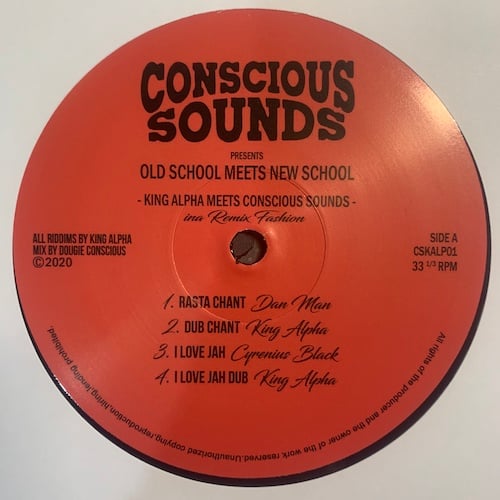 CONSCIOUS
SOUNDS
PRESENTS
OLD SCHOOL MEETS NEW SCHOOL
- KING ALPHA MEETS CONSCIOUS SOUNDS -
ina Remix Fashion
ALL RIDDIMS BY KING ALPHA
MIX BY DOUGIE CONSCIOUS
©2020
SIDE A
CSKALP01
33 1/3 RPM
1. RASTA CHANT Dan Man
2. DUB CHANT King Alpha
3. I LOVE JAH Cyrenius Black
4. I LOVE JAH DUB King Alpha
All rights of the producer and the owner of the work reserved.Unauthorized copying,reproduction,hiring,lending prohibited.